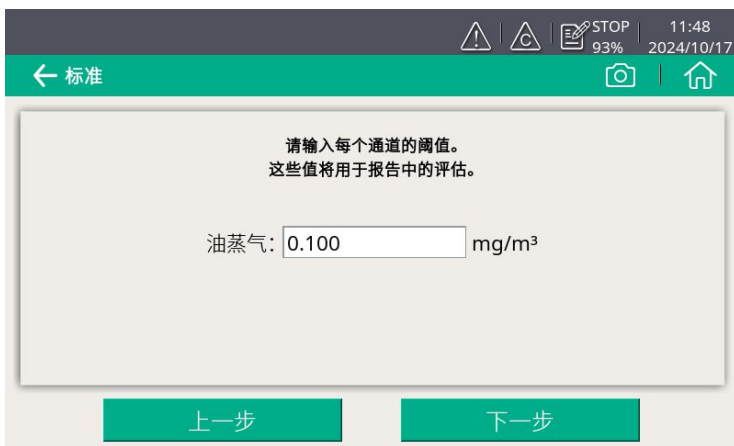 STOP 11:48
93% 2024/10/17
标准
请输入每个通道的阈值。
这些值将用于报告中的评估。
油蒸气: 0.100 mg/m³
上一步 下一步